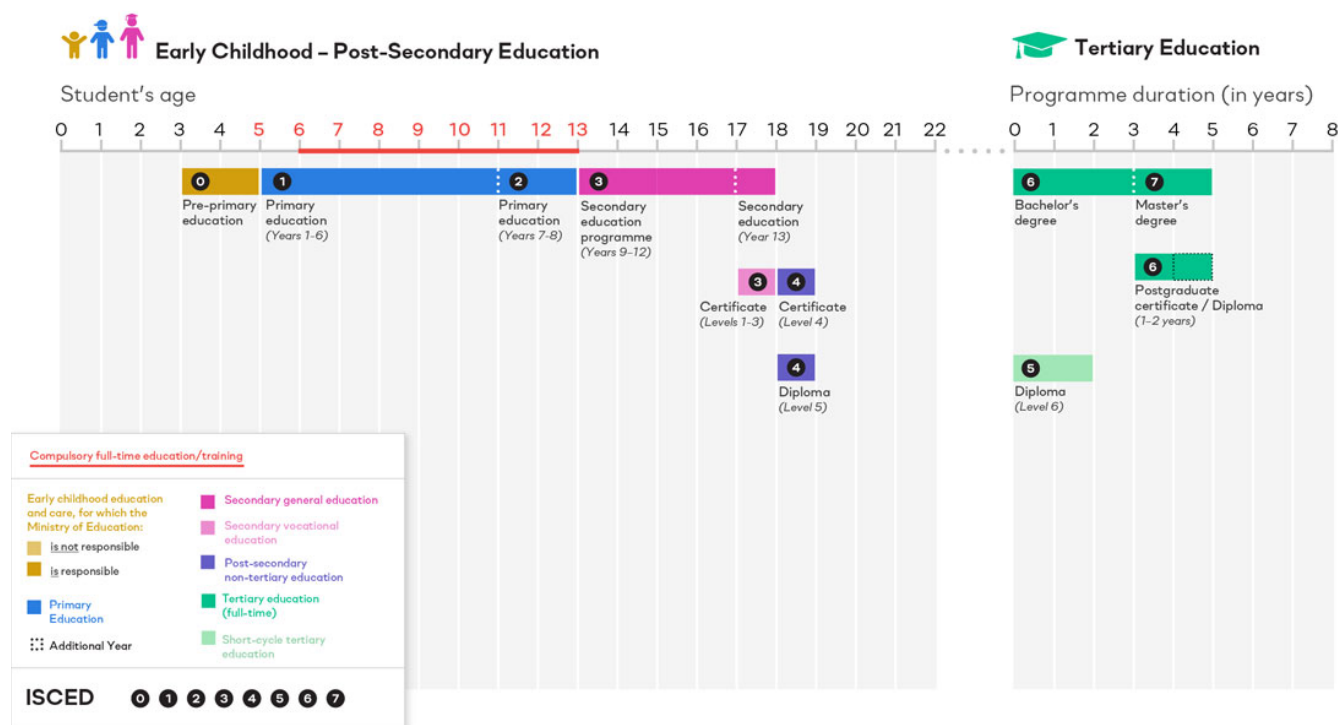 Early Childhood – Post-Secondary Education
Student's age
0 1 2 3 4 5 6 7 8 9 10 11 12 13 14 15 16 17 18 19 20 21 22
0
Pre-primary
education
1
Primary
education
(Years 1-6)
2
Primary
education
(Years 7-8)
3
Secondary
education
programme
(Years 9-12)
Secondary
education
(Year 13)
3
Certificate
(Levels 1-3)
4
Certificate
(Level 4)
4
Diploma
(Level 5)
Tertiary Education
Programme duration (in years)
0 1 2 3 4 5 6 7 8
6
Bachelor's
degree
7
Master's
degree
6
Postgraduate
certificate / Diploma
(1-2 years)
5
Diploma
(Level 6)
Compulsory full-time education/training
Early childhood education
and care, for which the
Ministry of Education:
is not responsible
is responsible
Primary
Education
Additional Year
Secondary general education
Secondary vocational
education
Post-secondary
non-tertiary education
Tertiary education
(full-time)
Short-cycle tertiary
education
ISCED 0 1 2 3 4 5 6 7